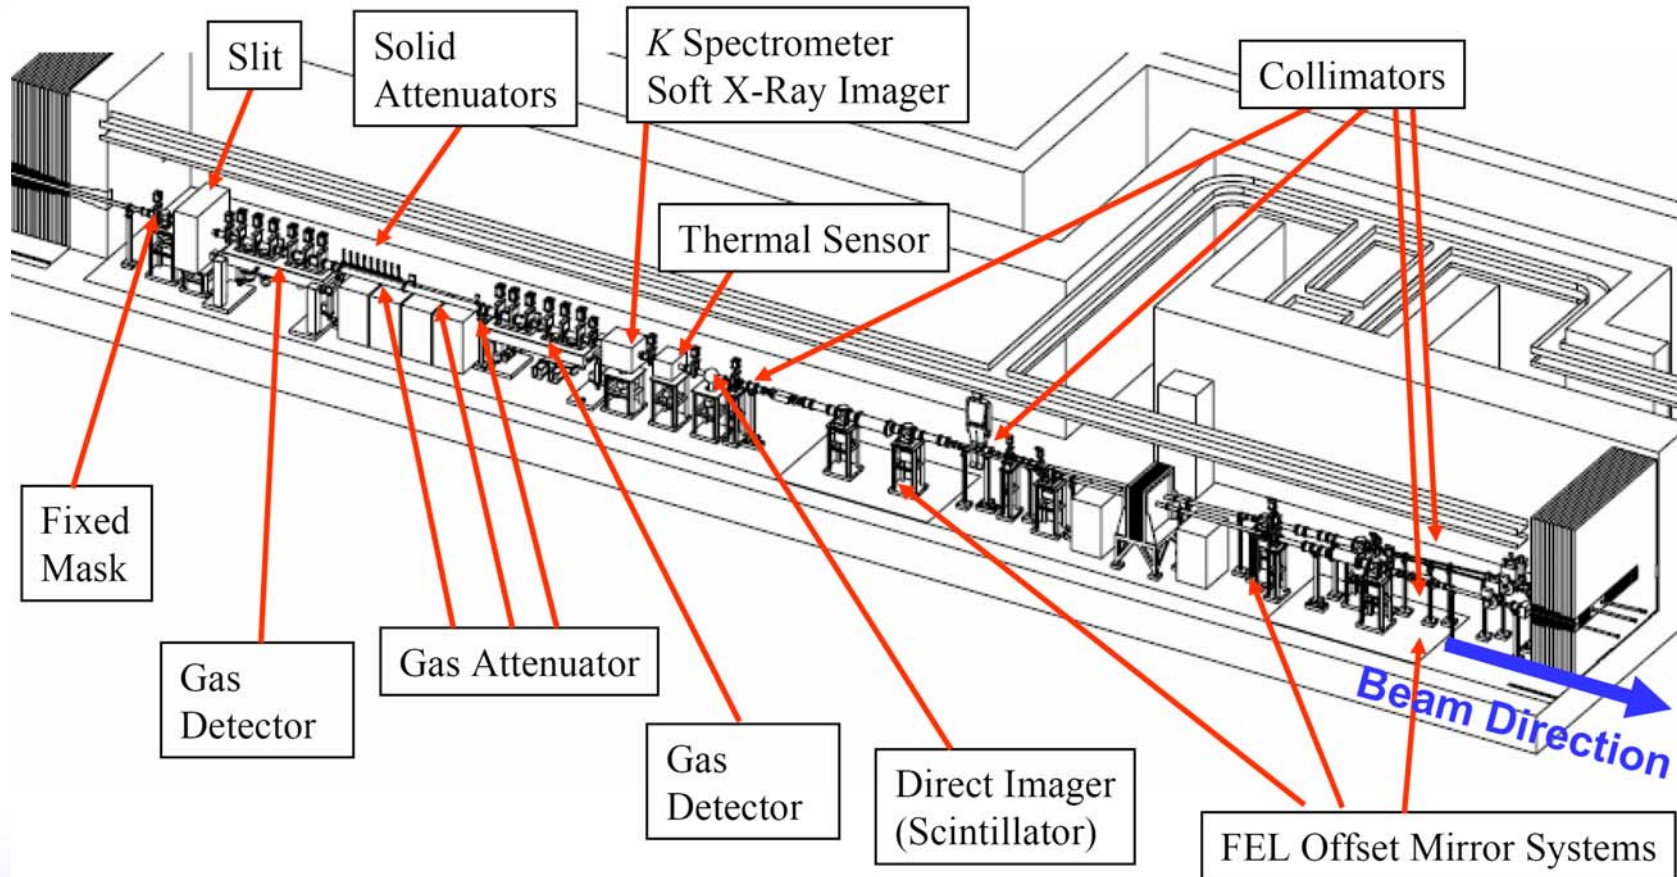 Slit
Solid
Attenuators
K Spectrometer
Soft X-Ray Imager
Collimators
Thermal Sensor
Fixed
Mask
Gas
Detector
Gas Attenuator
Gas
Detector
Direct Imager
(Scintillator)
FEL Offset Mirror Systems
Beam Direction